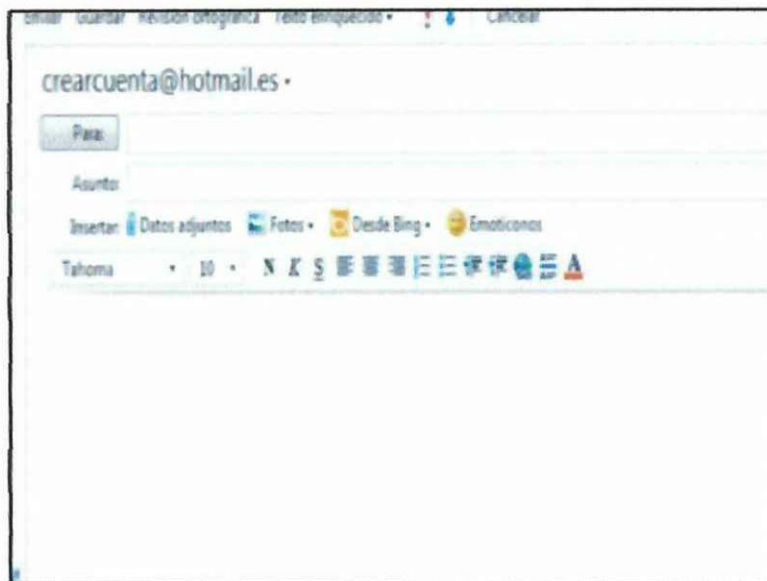 Enviar Guardar Revisión ortográfica Texto enriquecido Cancelar
crearcuenta@hotmail.es
Para:
Asunto:
Insertar: Datos adjuntos Fotos Desde Bing Emoticonos
Tahoma 10 N K S A